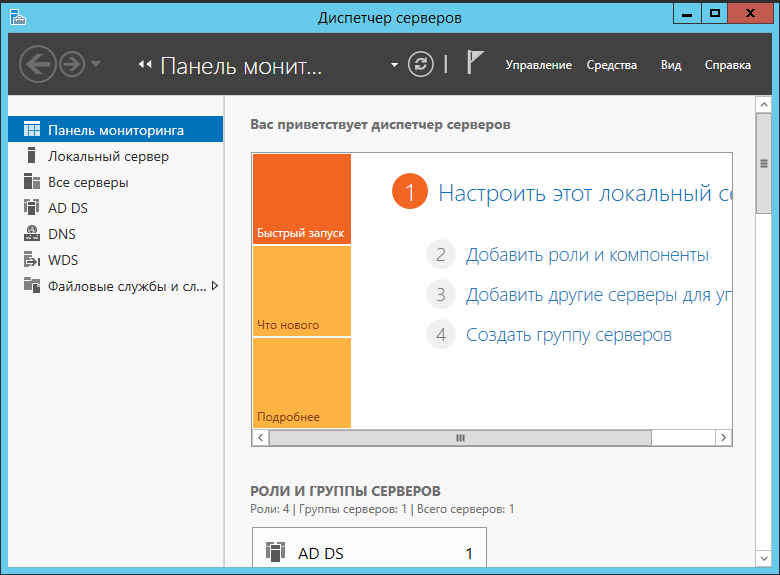 Диспетчер серверов
Панель монит...
Управление Средства Вид Справка
Панель мониторинга
Локальный сервер
Все серверы
AD DS
DNS
WDS
Файловые службы и сл...
Вас приветствует диспетчер серверов
Быстрый запуск
Что нового
Подробнее
1 Настроить этот локальный се
2 Добавить роли и компоненты
3 Добавить другие серверы для уп
4 Создать группу серверов
РОЛИ И ГРУППЫ СЕРВЕРОВ
Роли: 4 | Группы серверов: 1 | Всего серверов: 1
AD DS 1